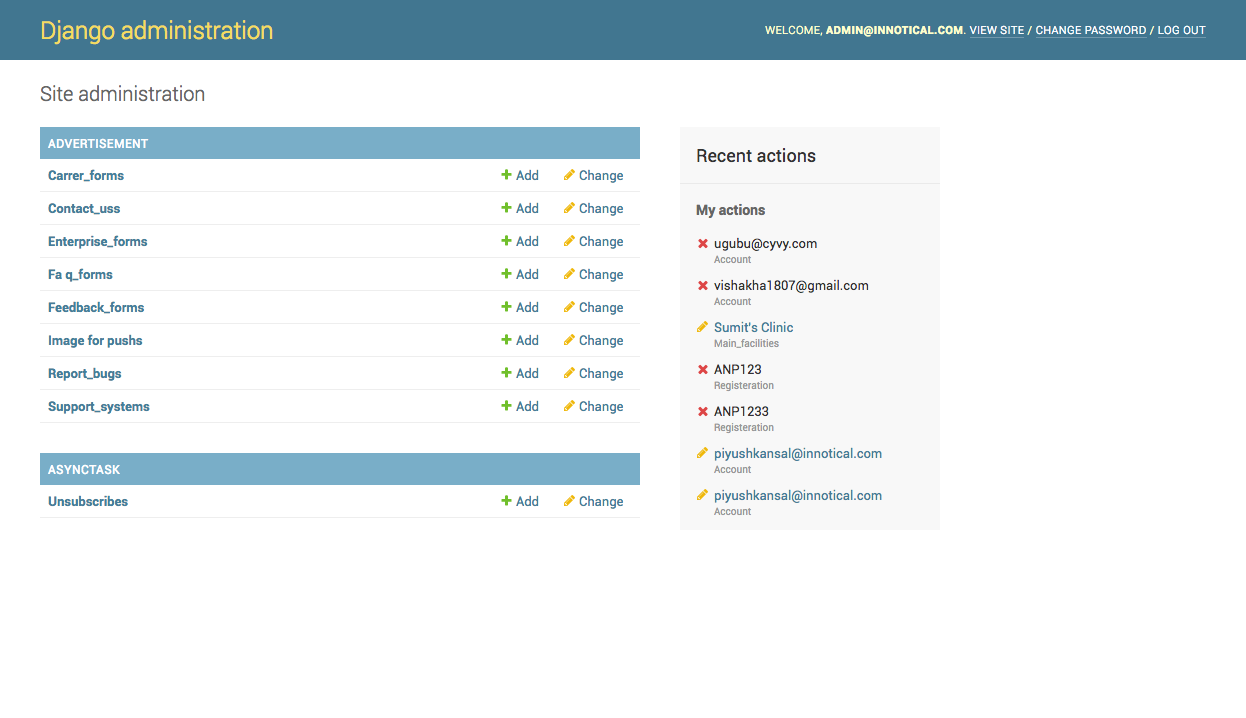 Django administration
WELCOME, ADMIN@INNOTICAL.COM. VIEW SITE / CHANGE PASSWORD / LOG OUT
Site administration
ADVERTISEMENT
Carrer_forms Add Change
Contact_uss Add Change
Enterprise_forms Add Change
Fa q_forms Add Change
Feedback_forms Add Change
Image for pushs Add Change
Report_bugs Add Change
Support_systems Add Change
ASYNCTASK
Unsubscribes Add Change
Recent actions
My actions
ugubu@cyvy.com
Account
vishakha1807@gmail.com
Account
Sumit's Clinic
Main_facilities
ANP123
Registeration
ANP1233
Registeration
piyushkansal@innotical.com
Account
piyushkansal@innotical.com
Account